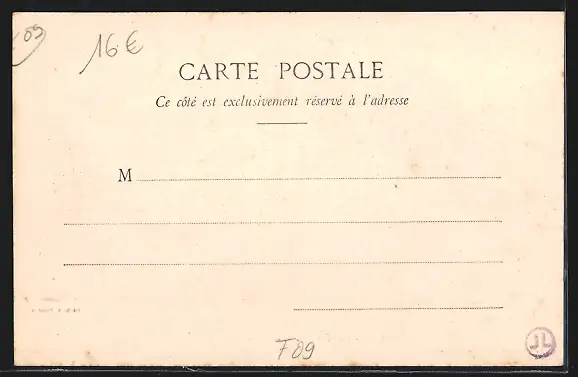 09
16€
CARTE POSTALE
Ce côté est exclusivement réservé à l'adresse
M
F09
JL